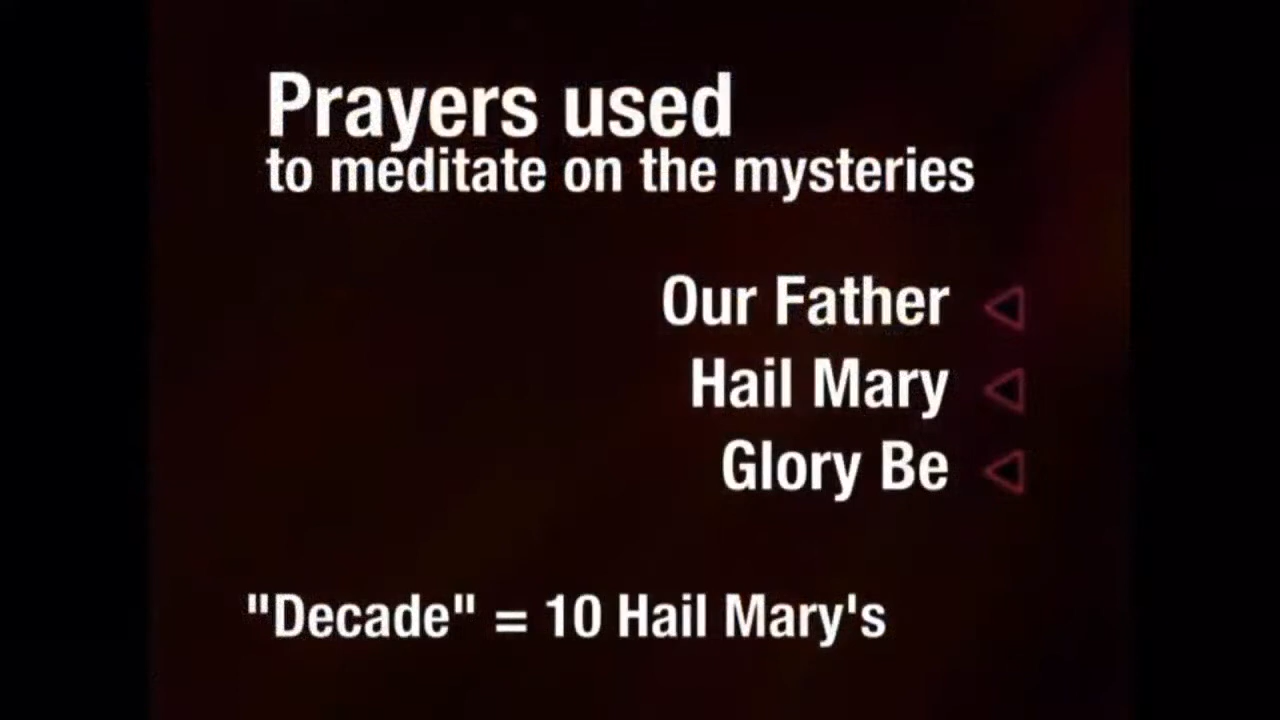 Prayers used
to meditate on the mysteries
Our Father
Hail Mary
Glory Be
"Decade" = 10 Hail Mary's